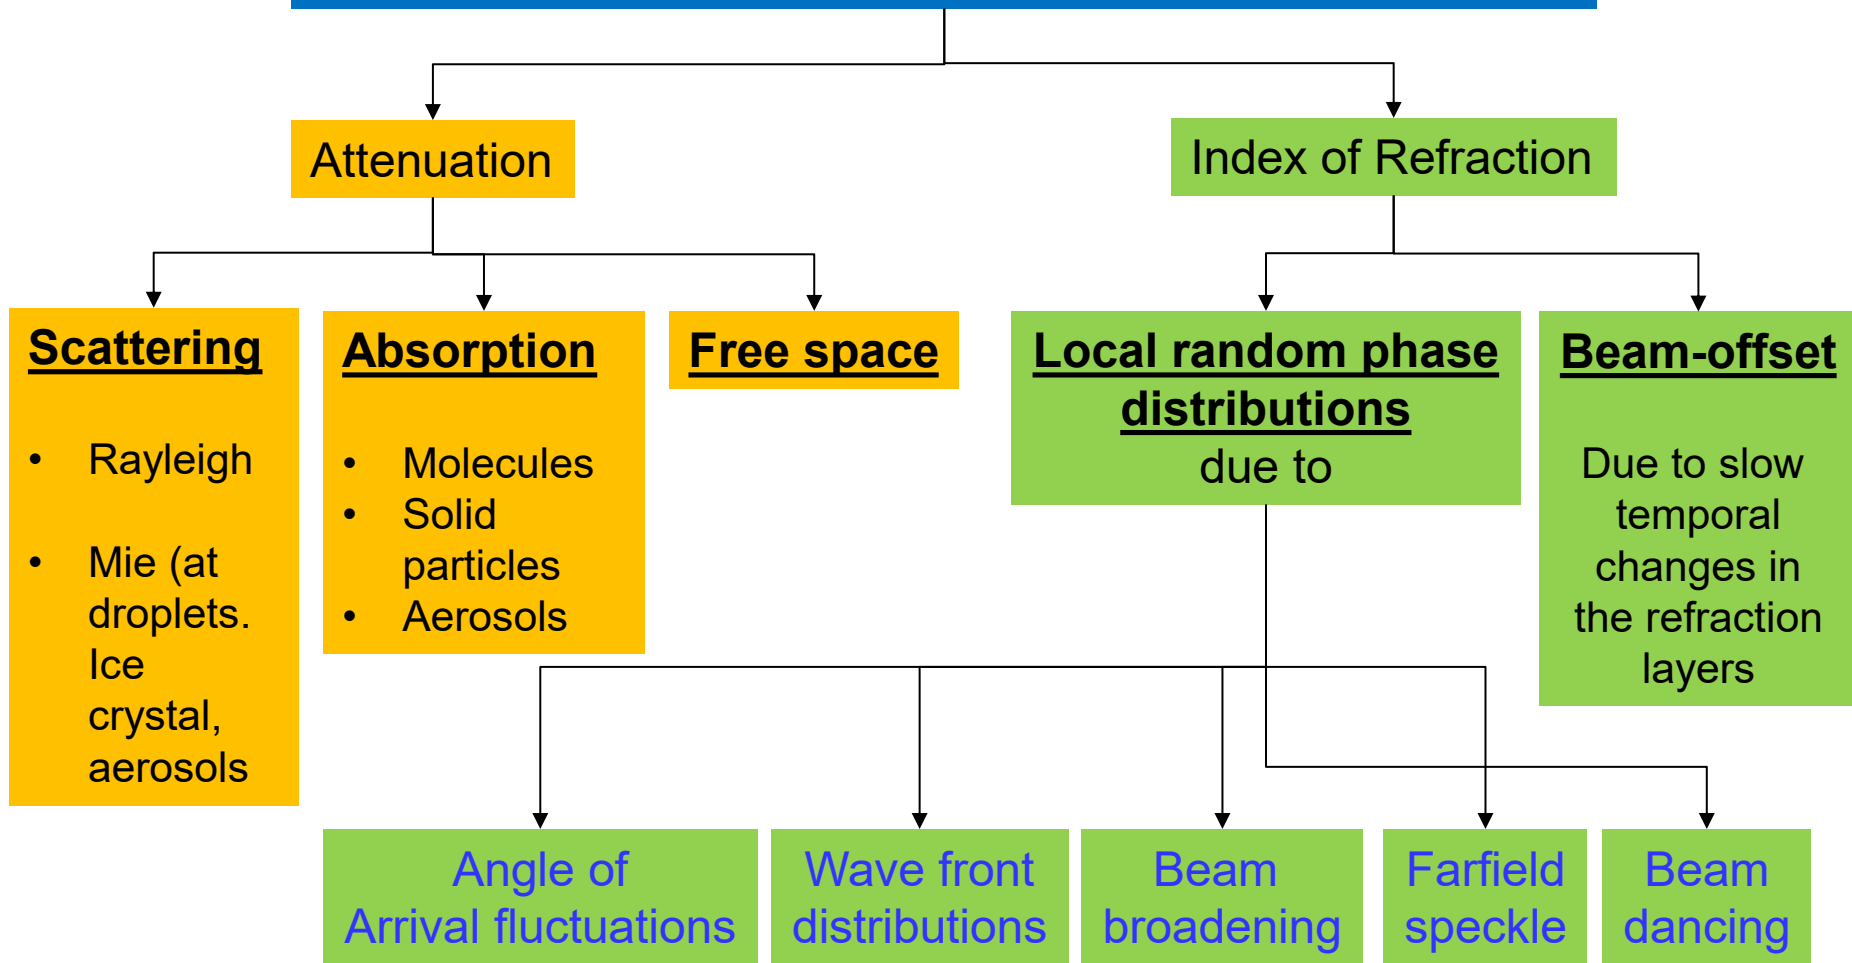 Attenuation
Index of Refraction
Scattering
• Rayleigh
• Mie (at
droplets.
Ice
crystal,
aerosols
Absorption
• Molecules
• Solid
particles
• Aerosols
Free space
Local random phase
distributions
due to
Beam-offset
Due to slow
temporal
changes in
the refraction
layers
Angle of
Arrival fluctuations
Wave front
distributions
Beam
broadening
Farfield
speckle
Beam
dancing